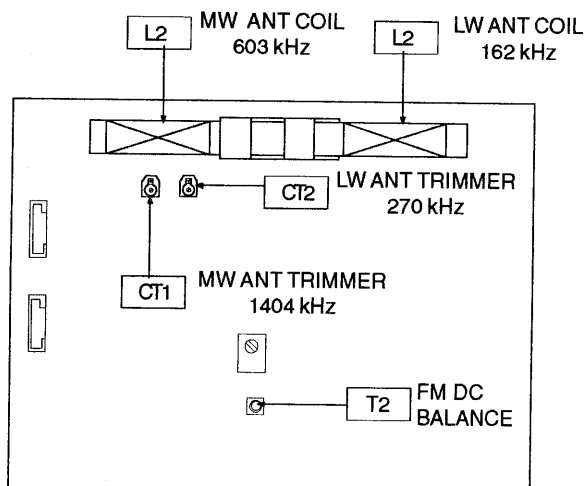 L2
MW ANT COIL
603 kHz
L2
LW ANT COIL
162 kHz
CT2
LW ANT TRIMMER
270 kHz
CT1
MW ANT TRIMMER
1404 kHz
T2
FM DC
BALANCE